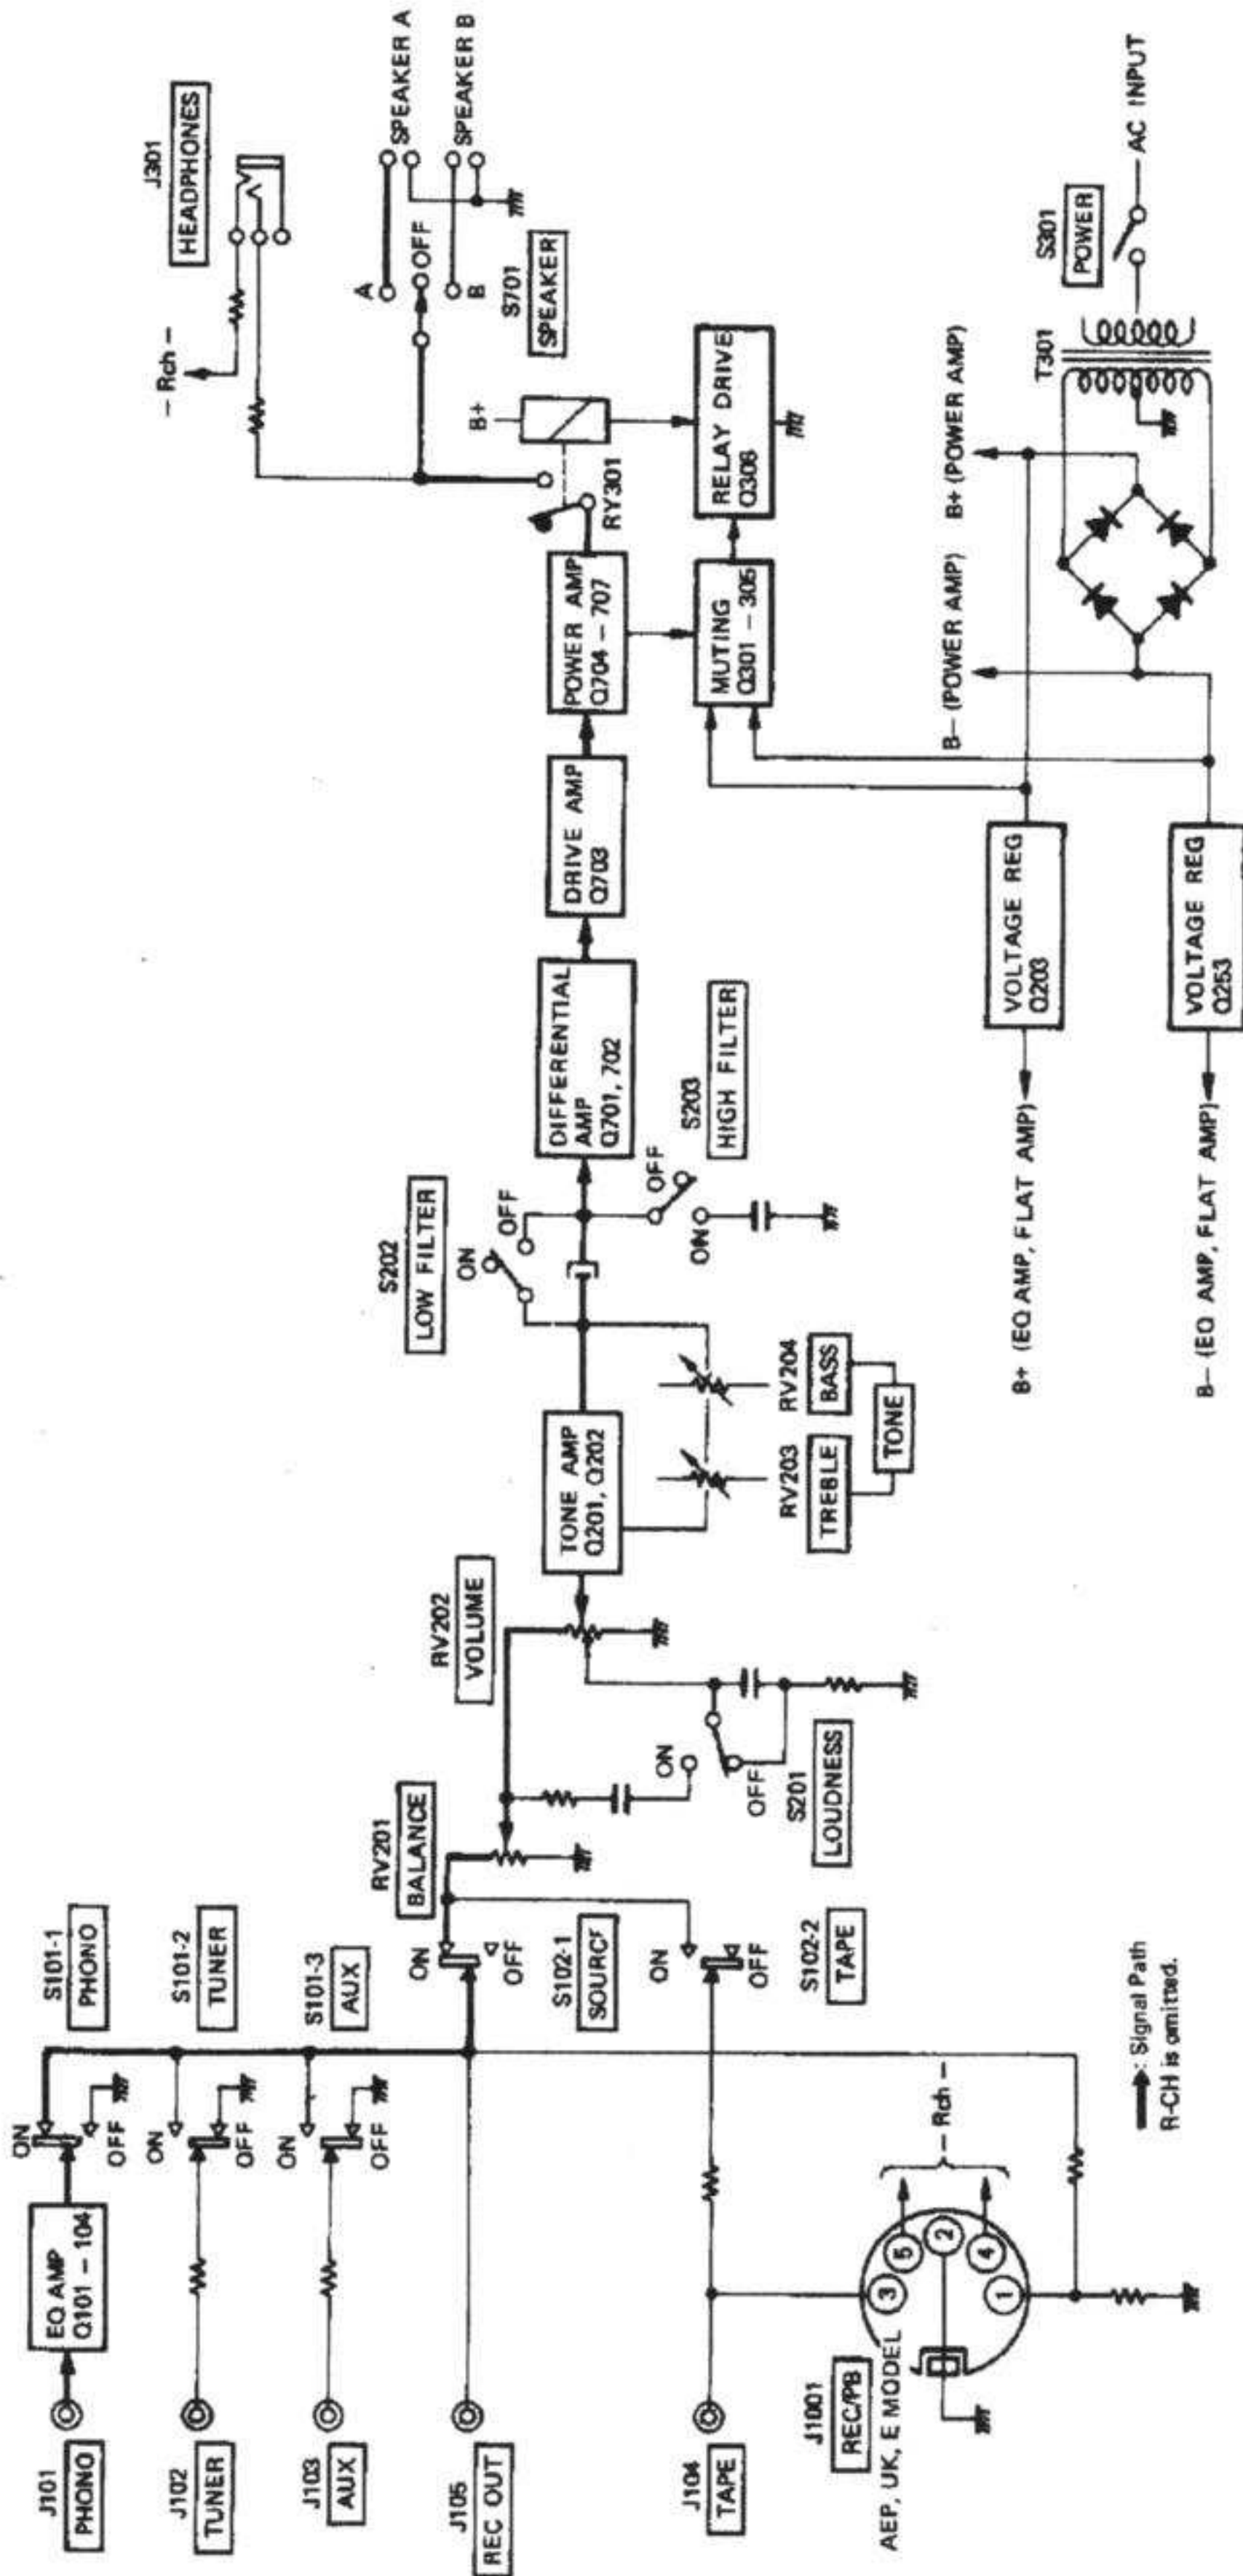 J101
PHONO
EQ AMP
Q101 – 104
ON
OFF
S101-1
PHONO
J102
TUNER
ON
OFF
S101-2
TUNER
J103
AUX
ON
OFF
S101-3
AUX
J105
REC OUT
ON
OFF
S102-1
SOURCE
RV201
BALANCE
RV202
VOLUME
TONE AMP
Q201, Q202
S202
LOW FILTER
ON
OFF
DIFFERENTIAL
AMP
Q701, 702
DRIVE AMP
Q703
POWER AMP
Q704 – 707
RY301
B+
– Rch –
J301
HEADPHONES
A
OFF
B
SPEAKER A
SPEAKER B
S701
SPEAKER
J104
TAPE
ON
OFF
S102-2
TAPE
ON
OFF
S201
LOUDNESS
RV203
TREBLE
RV204
BASS
TONE
OFF
ON
S203
HIGH FILTER
MUTING
Q301 – 305
RELAY DRIVE
Q306
J1001
REC/PB
AEP, UK, E MODEL
3
5
2
4
1
– Rch –
: Signal Path
R-CH is omitted.
B– (POWER AMP)
B+ (POWER AMP)
T301
S301
POWER
AC INPUT
B+ (EQ AMP, FLAT AMP)
VOLTAGE REG
Q203
B– (EQ AMP, FLAT AMP)
VOLTAGE REG
Q253